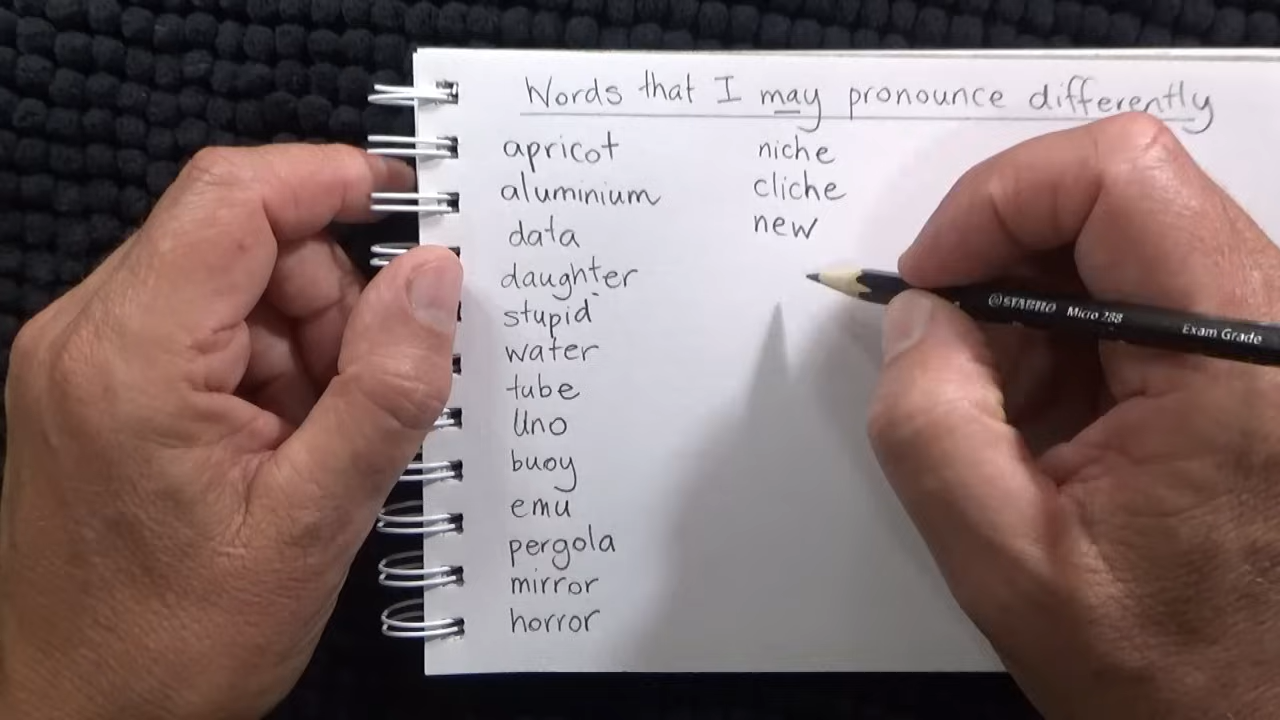 Words that I may pronounce differently
apricot
aluminium
data
daughter
stupid
water
tube
Uno
buoy
emu
pergola
mirror
horror
niche
cliche
new
STABILO Micro 288 Exam Grade